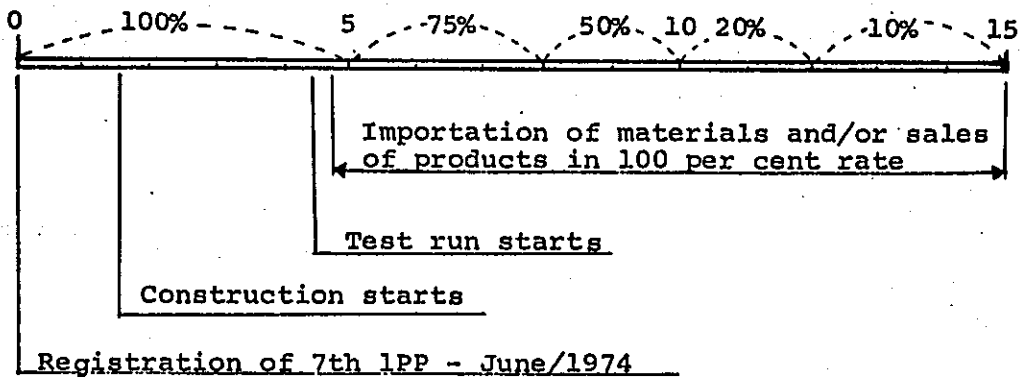 0 100% 5 75% 50% 10 20% 10% 15
Importation of materials and/or sales
of products in 100 per cent rate
Test run starts
Construction starts
Registration of 7th 1PP - June/1974